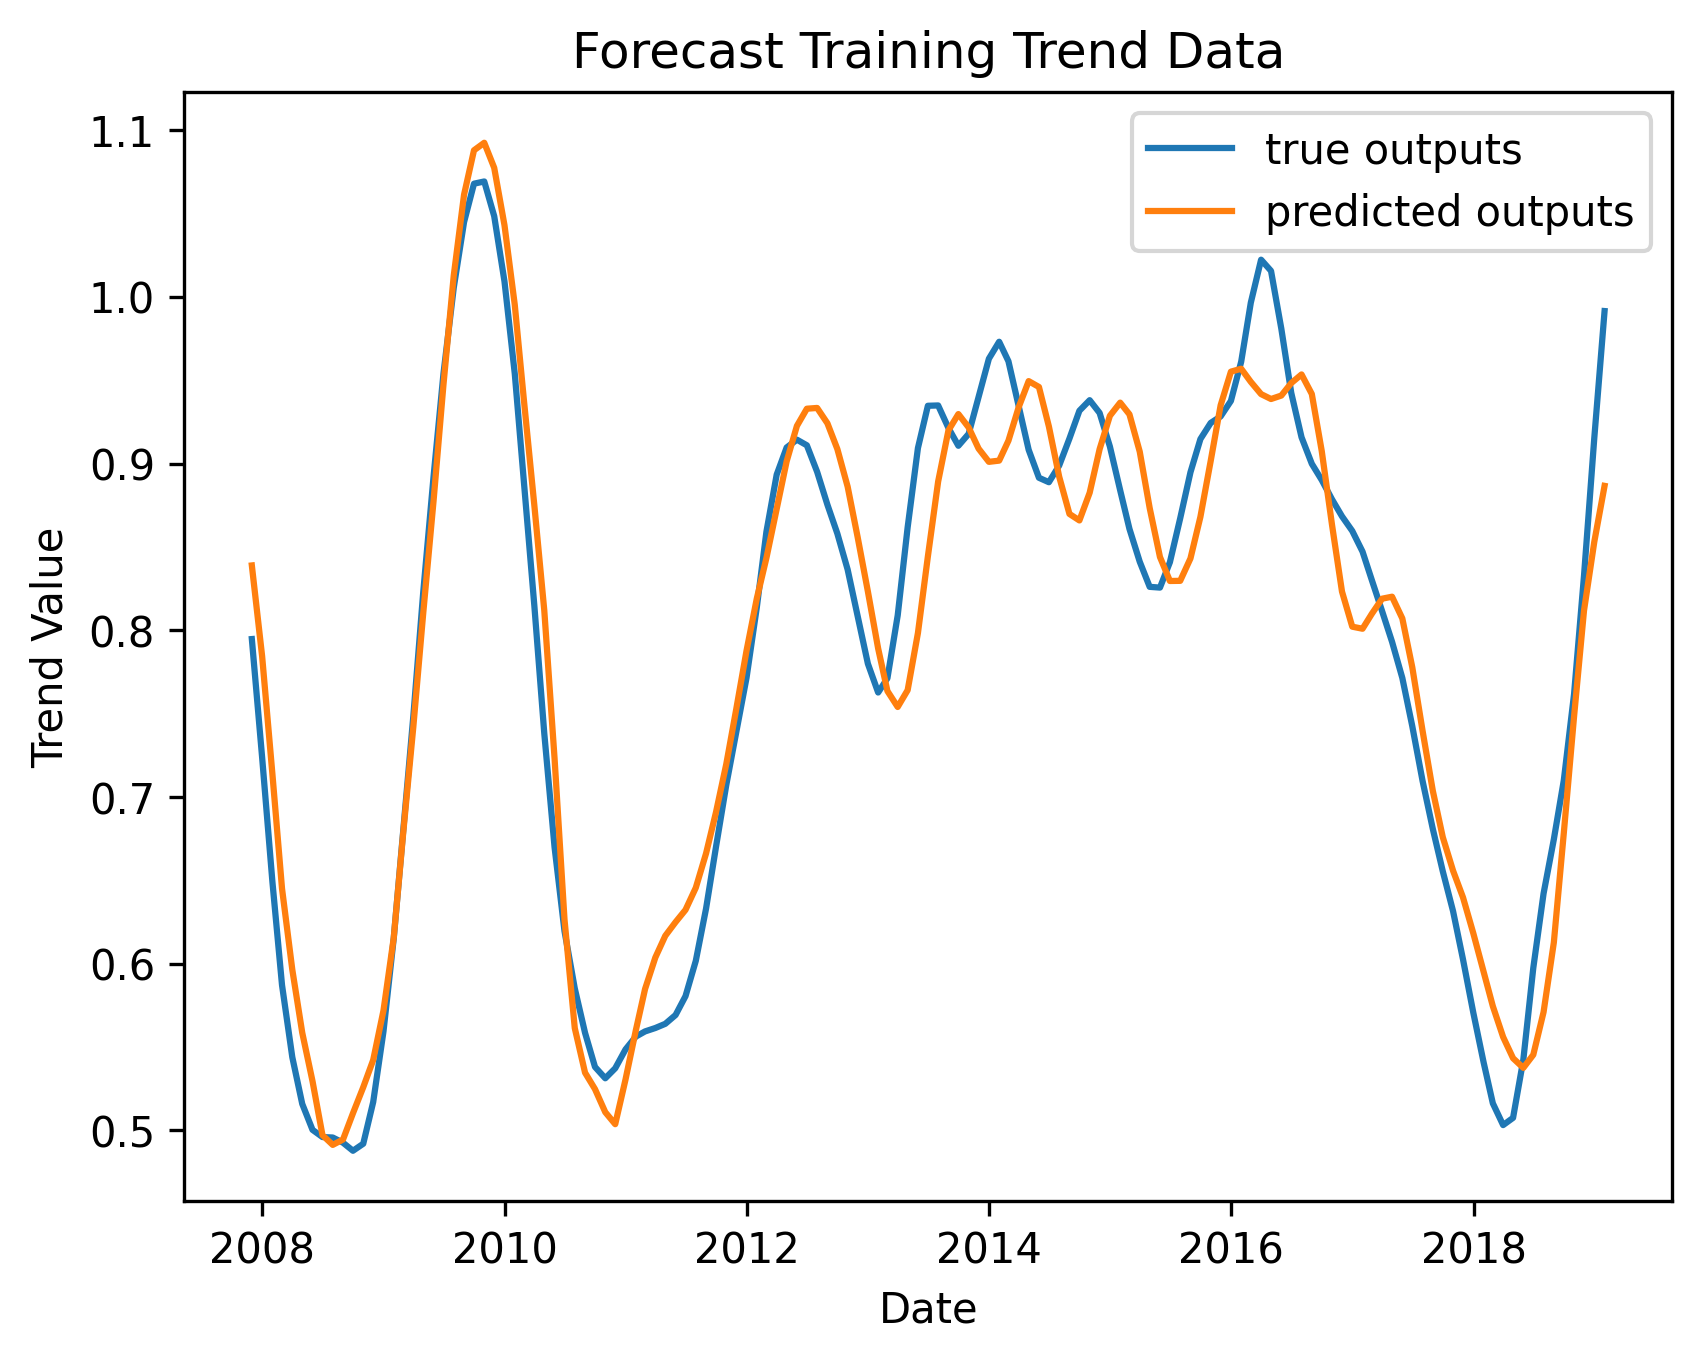 Forecast Training Trend Data
true outputs
predicted outputs
Trend Value
1.1
1.0
0.9
0.8
0.7
0.6
0.5
2008 2010 2012 2014 2016 2018
Date